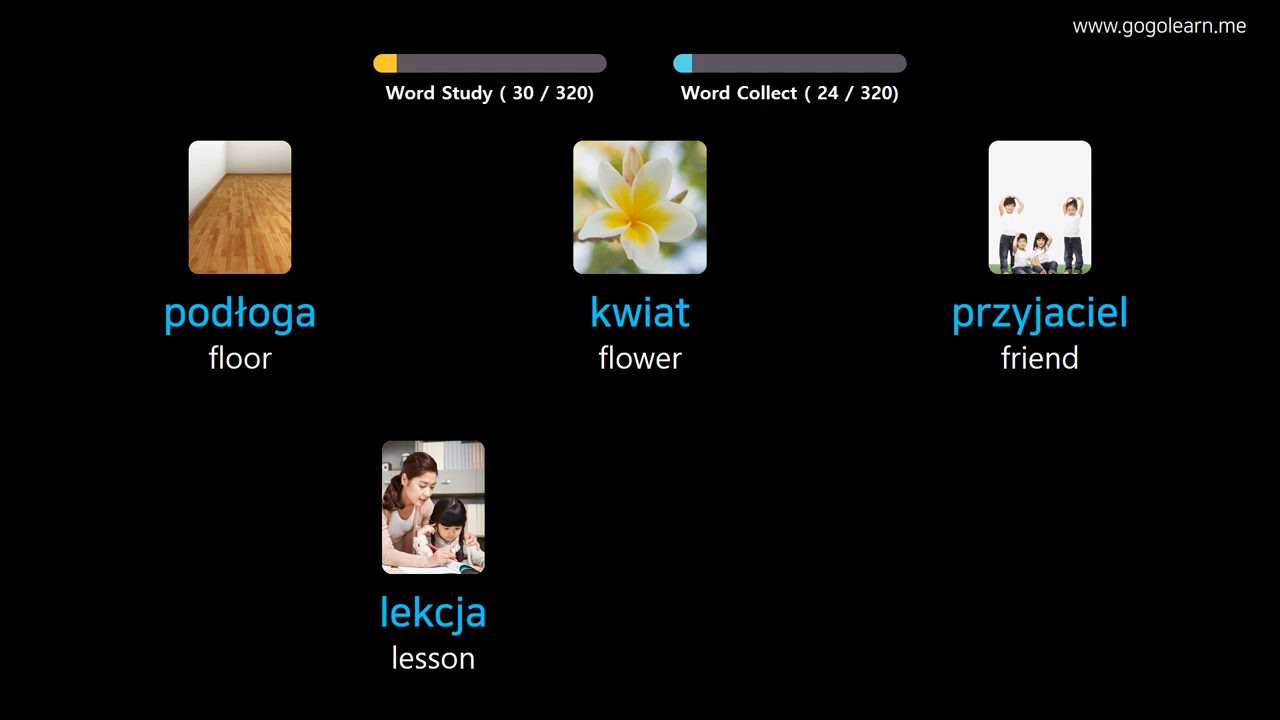 www.gogolearn.me
Word Study ( 30 / 320)
Word Collect ( 24 / 320)
podłoga
floor
kwiat
flower
przyjaciel
friend
lekcja
lesson